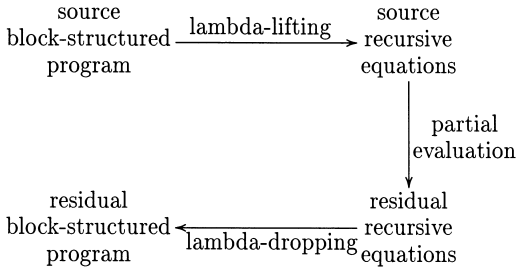 source
block-structured
program
lambda-lifting
source
recursive
equations
partial
evaluation
residual
block-structured
program
lambda-dropping
residual
recursive
equations